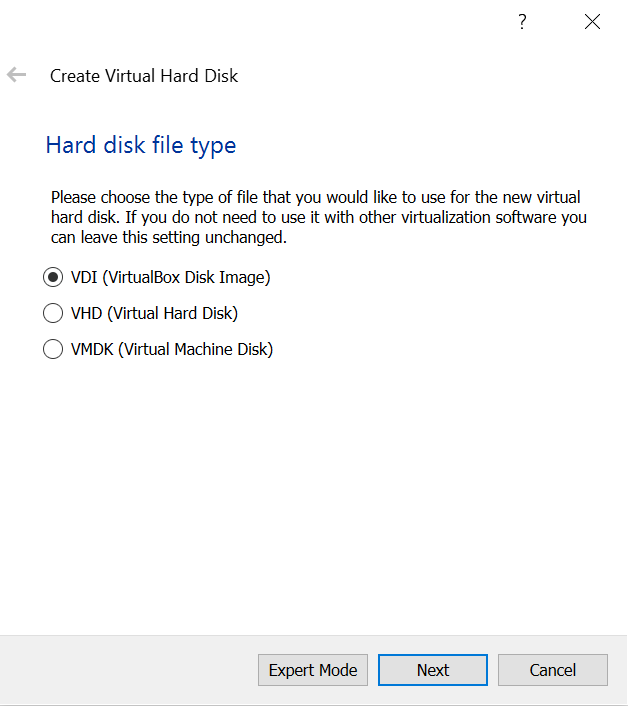 ?
Create Virtual Hard Disk
Hard disk file type
Please choose the type of file that you would like to use for the new virtual
hard disk. If you do not need to use it with other virtualization software you
can leave this setting unchanged.
VDI (VirtualBox Disk Image)
VHD (Virtual Hard Disk)
VMDK (Virtual Machine Disk)
Expert Mode Next Cancel